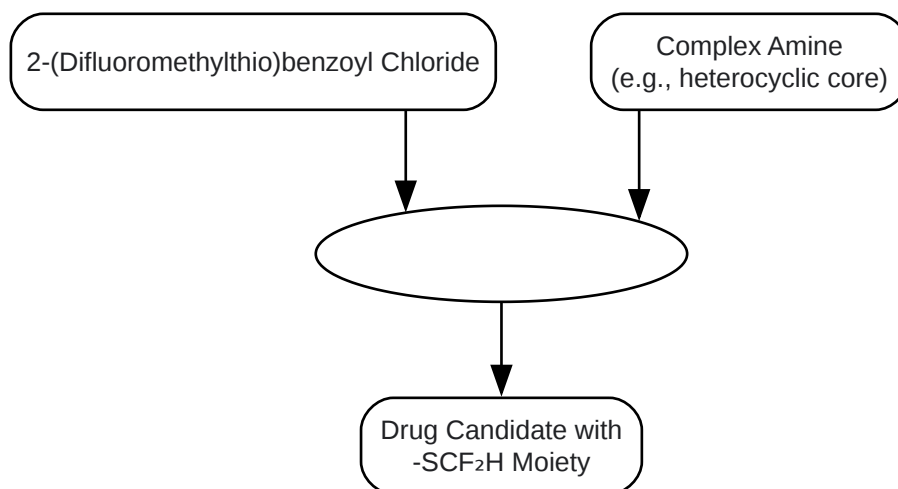 2-(Difluoromethylthio)benzoyl Chloride
Complex Amine
(e.g., heterocyclic core)
Drug Candidate with
-SCF₂H Moiety